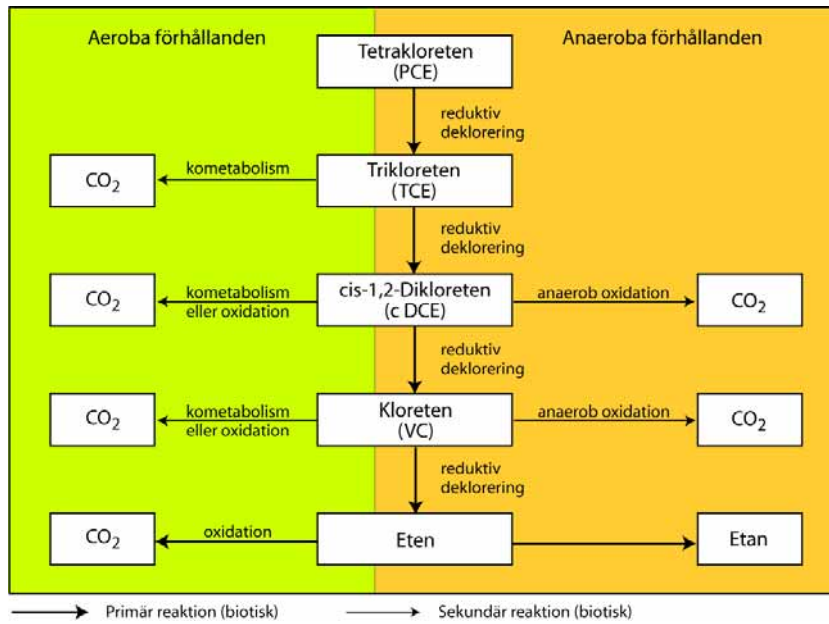 Aeroba förhållanden
Anaeroba förhållanden
Tetrakloreten
(PCE)
reduktiv
deklorering
CO2
kometabolism
Trikloreten
(TCE)
reduktiv
deklorering
CO2
kometabolism
eller oxidation
cis-1,2-Dikloreten
(c DCE)
anaerob oxidation
CO2
reduktiv
deklorering
CO2
kometabolism
eller oxidation
Kloreten
(VC)
anaerob oxidation
CO2
reduktiv
deklorering
CO2
oxidation
Eten
Etan
Primär reaktion (biotisk)
Sekundär reaktion (biotisk)